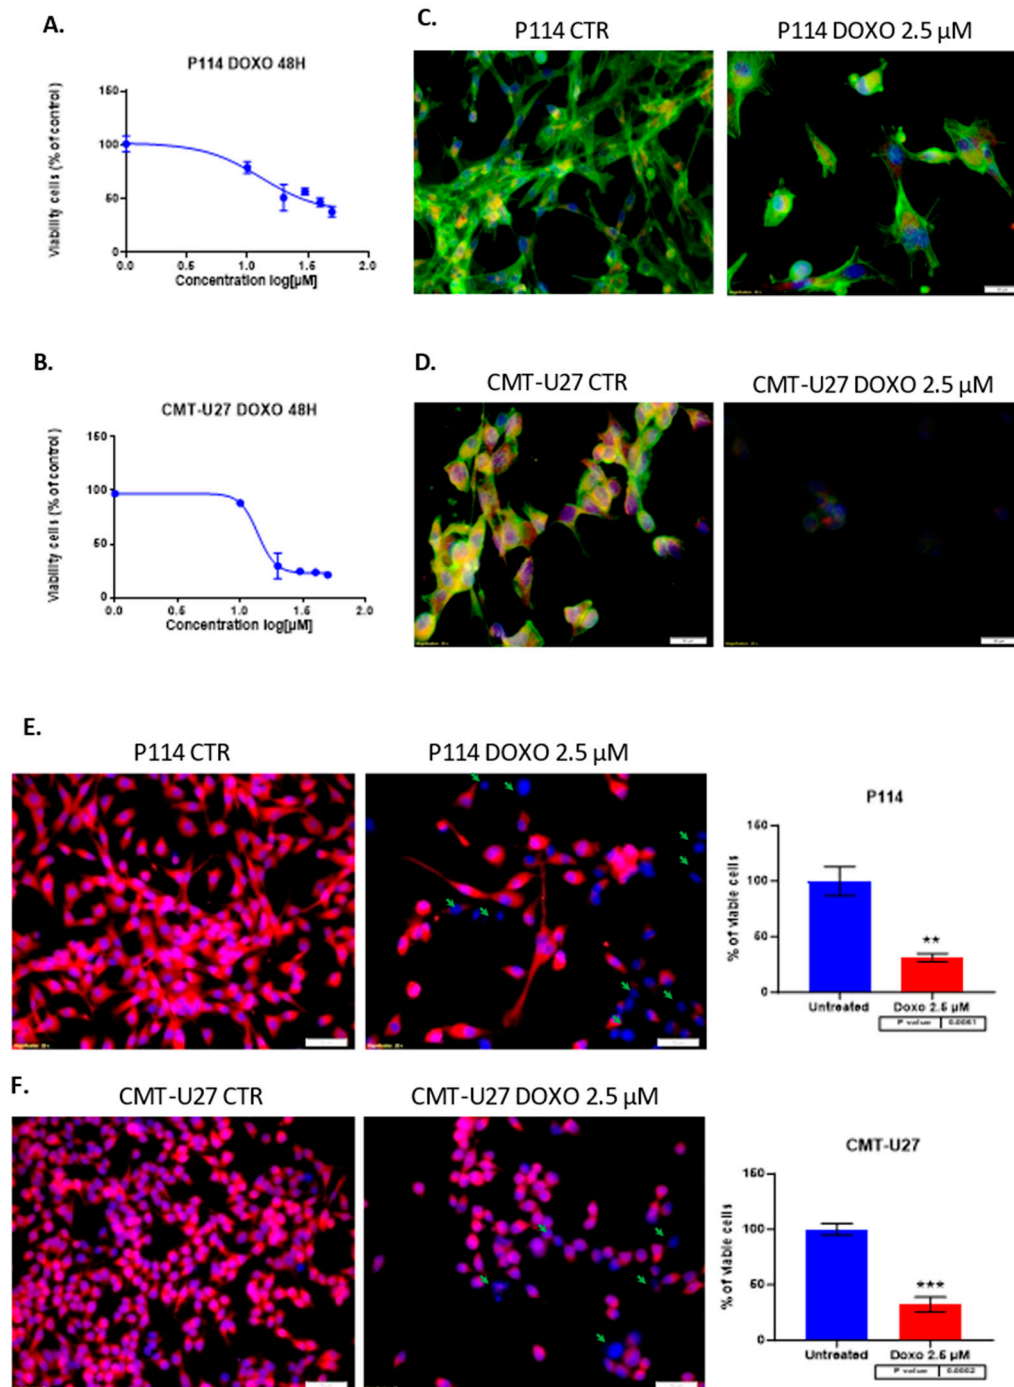 A.
P114 DOXO 48H
Viability cells (% of control)
150
100
50
0
0.0 0.5 1.0 1.5 2.0
Concentration log[µM]
B.
CMT-U27 DOXO 48H
Viability cells (% of control)
150
100
50
0
0.0 0.5 1.0 1.5 2.0
Concentration log[µM]
C.
P114 CTR
P114 DOXO 2.5 µM
D.
CMT-U27 CTR
CMT-U27 DOXO 2.5 µM
E.
P114 CTR
P114 DOXO 2.5 µM
P114
% of viable cells
150
100
50
0
**
Untreated Doxo 2.5 µM
P value
F.
CMT-U27 CTR
CMT-U27 DOXO 2.5 µM
CMT-U27
% of viable cells
150
100
50
0
***
Untreated Doxo 2.5 µM
P value 0.0002